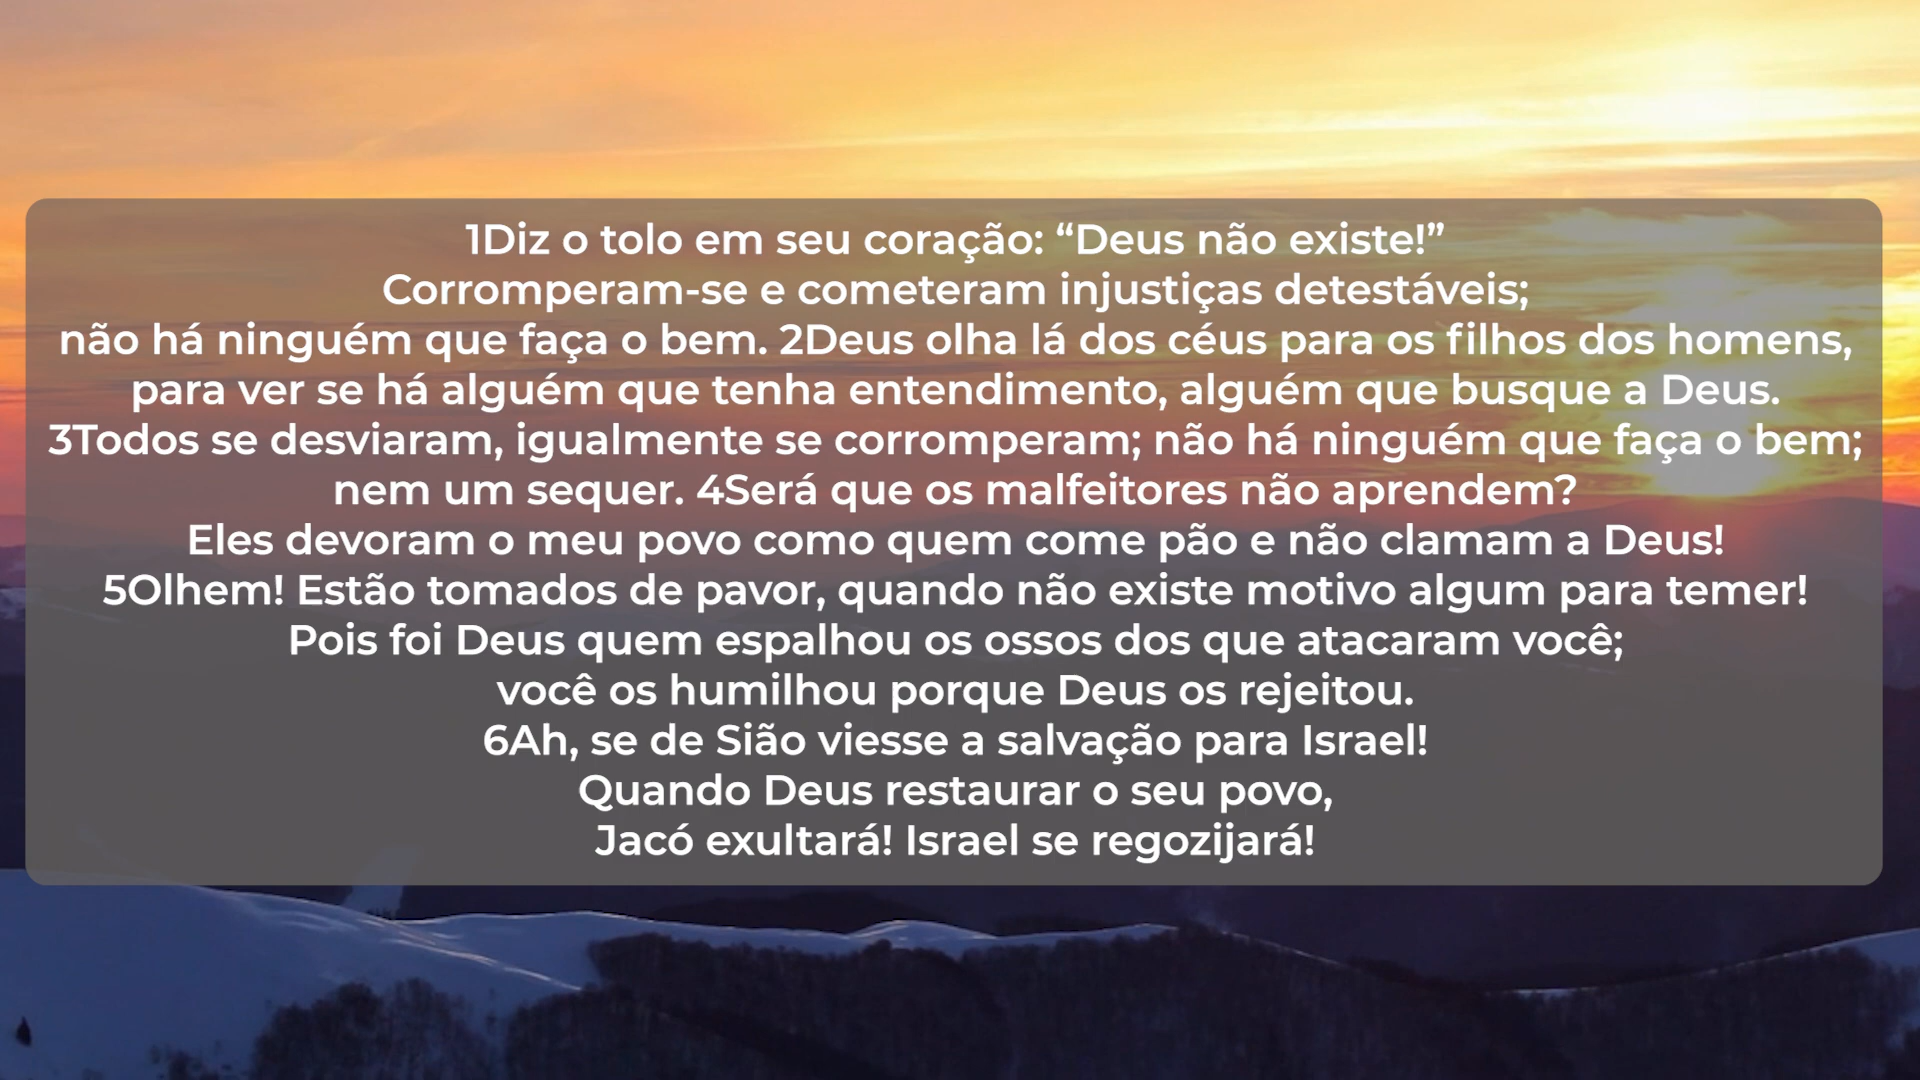 1Diz o tolo em seu coração: “Deus não existe!”
Corromperam-se e cometeram injustiças detestáveis;
não há ninguém que faça o bem. 2Deus olha lá dos céus para os filhos dos homens,
para ver se há alguém que tenha entendimento, alguém que busque a Deus.
3Todos se desviaram, igualmente se corromperam; não há ninguém que faça o bem;
nem um sequer. 4Será que os malfeitores não aprendem?
Eles devoram o meu povo como quem come pão e não clamam a Deus!
5Olhem! Estão tomados de pavor, quando não existe motivo algum para temer!
Pois foi Deus quem espalhou os ossos dos que atacaram você;
você os humilhou porque Deus os rejeitou.
6Ah, se de Sião viesse a salvação para Israel!
Quando Deus restaurar o seu povo,
Jacó exultará! Israel se regozijará!